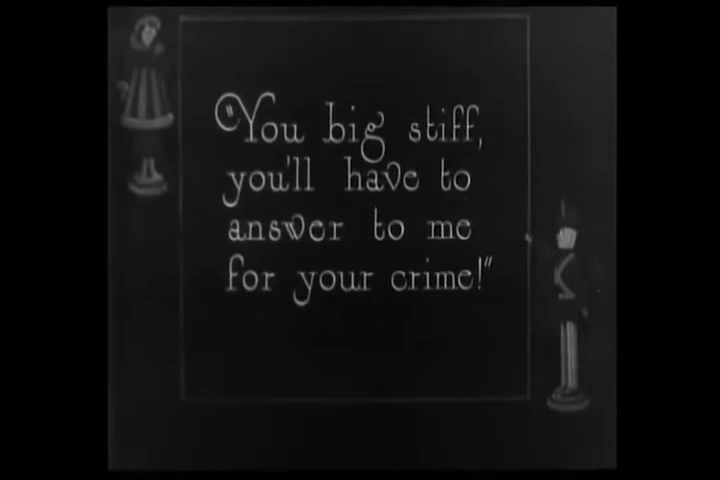 "You big stiff,
you'll have to
answer to me
for your crime!"